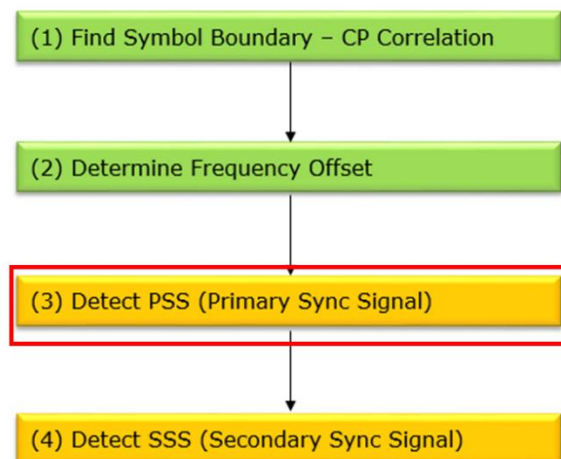 (1) Find Symbol Boundary – CP Correlation
(2) Determine Frequency Offset
(3) Detect PSS (Primary Sync Signal)
(4) Detect SSS (Secondary Sync Signal)